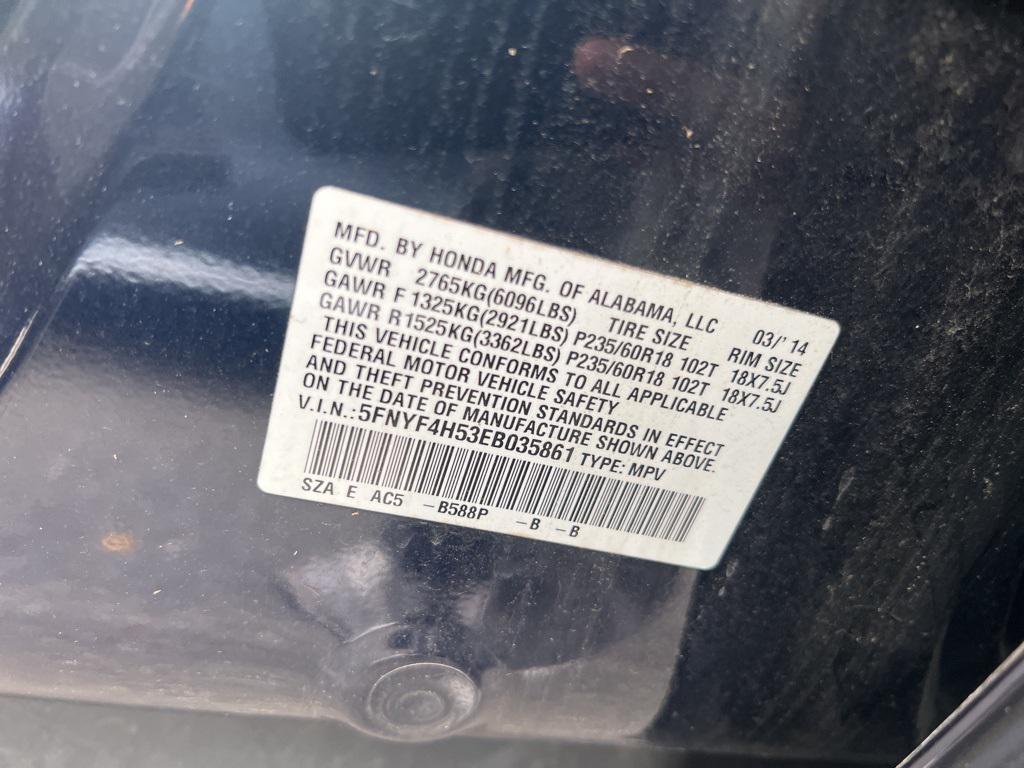 MFD. BY HONDA MFG. OF ALABAMA, LLC 03/'14
GVWR 2765KG(6096LBS) TIRE SIZE RIM SIZE
GAWR F 1325KG(2921LBS) P235/60R18 102T 18X7.5J
GAWR R1525KG(3362LBS) P235/60R18 102T 18X7.5J
THIS VEHICLE CONFORMS TO ALL APPLICABLE
FEDERAL MOTOR VEHICLE SAFETY
AND THEFT PREVENTION STANDARDS IN EFFECT
ON THE DATE OF MANUFACTURE SHOWN ABOVE.
V.I.N.:5FNYF4H53EB035861 TYPE: MPV
SZA E AC5 -B588P -B -B